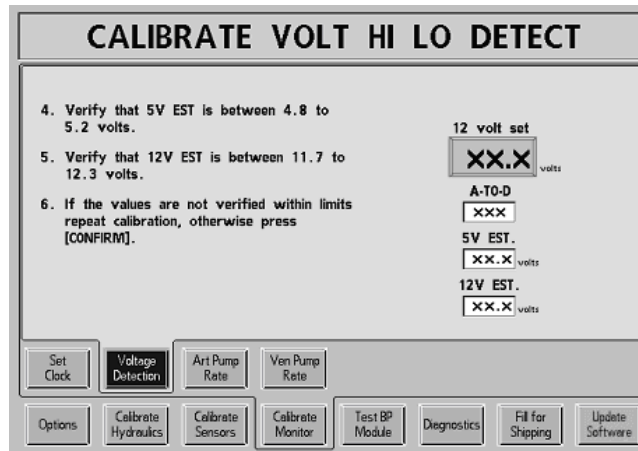 CALIBRATE VOLT HI LO DETECT
4. Verify that 5V EST is between 4.8 to
5.2 volts.
5. Verify that 12V EST is between 11.7 to
12.3 volts.
6. If the values are not verified within limits
repeat calibration, otherwise press
[CONFIRM].
12 volt set
XX.X volts
A-TO-D
XXX
5V EST.
XX.X volts
12V EST.
XX.X volts
Set
Clock
Voltage
Detection
Art Pump
Rate
Ven Pump
Rate
Options
Calibrate
Hydraulics
Calibrate
Sensors
Calibrate
Monitor
Test BP
Module
Diagnostics
Fill for
Shipping
Update
Software